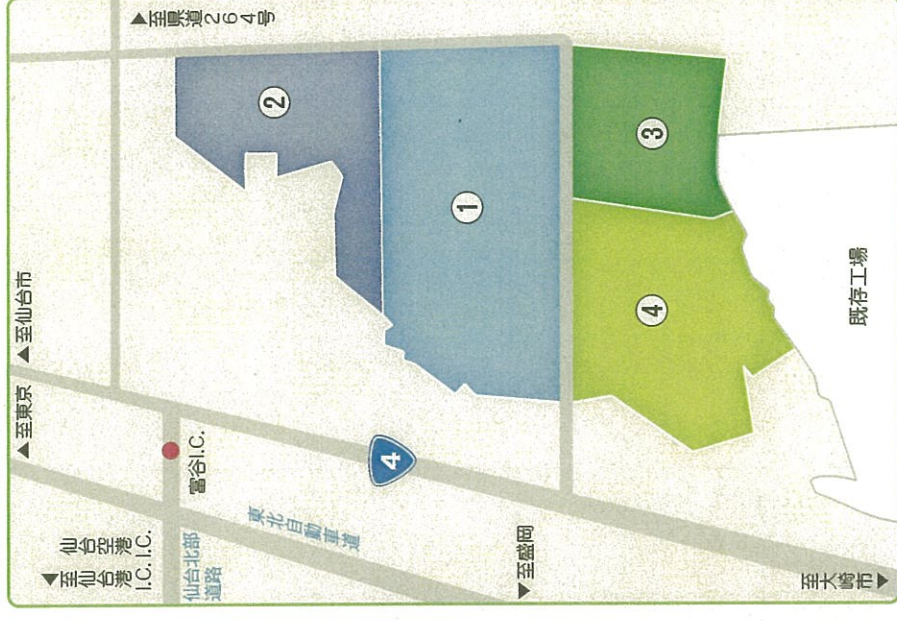 ▲至県道264号
▲至仙台市
▲至東京
仙台空港I.C.
▲至仙台港I.C.
仙台北部
道路
富谷I.C.
東北自動車道
4
▼至盛岡
至大崎市▼
②
①
③
④
既存工場